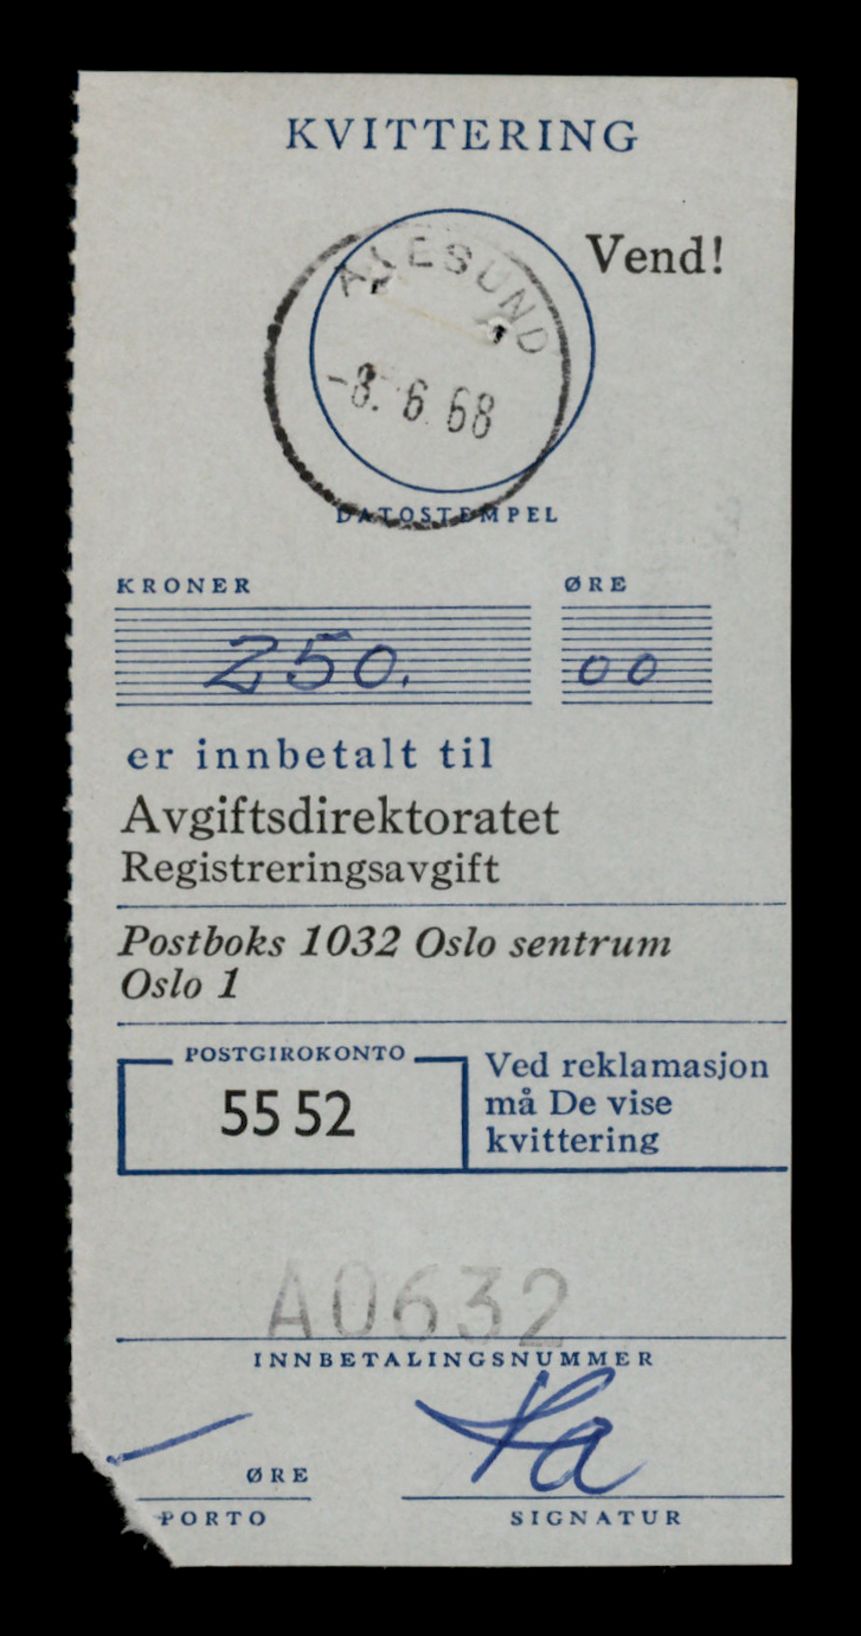 KVITTERING
Vend!
ÅLESUND
-8. 6 68
DATOSTEMPEL
KRONER ØRE
250. 00
er innbetalt til
Avgiftsdirektoratet
Registreringsavgift
Postboks 1032 Oslo sentrum
Oslo 1
POSTGIROKONTO
55 52
Ved reklamasjon
må De vise
kvittering
A0632
INNBETALINGSNUMMER
ØRE
PORTO
SIGNATUR